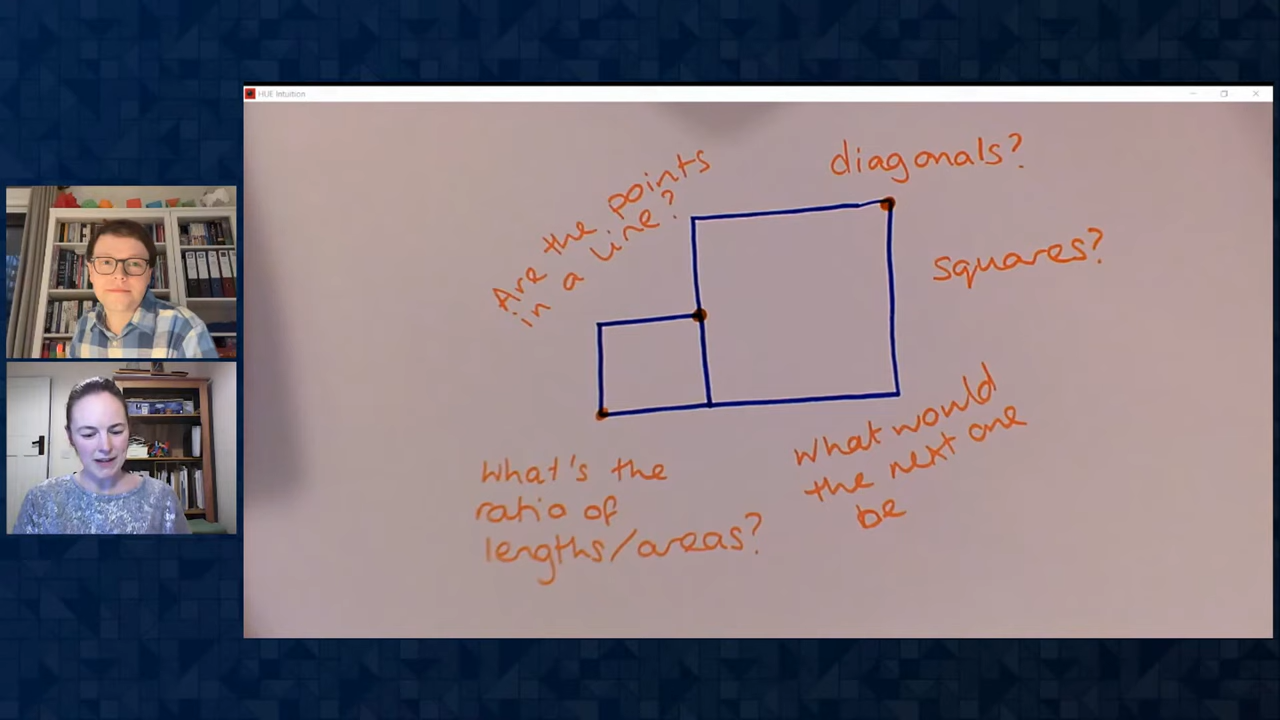 HUE Intuition
Are the points
in a line?
diagonals?
squares?
What's the
ratio of
lengths/areas?
What would
the next one
be